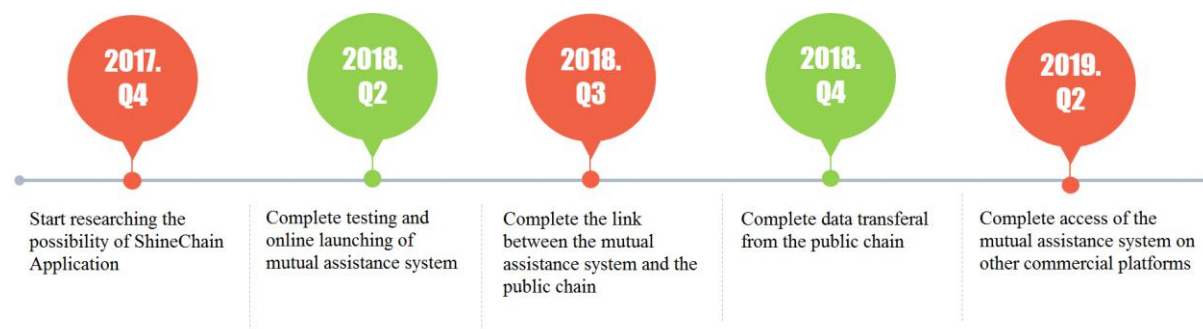 2017.
Q4
2018.
Q2
2018.
Q3
2018.
Q4
2019.
Q2
Start researching the
possibility of ShineChain
Application
Complete testing and
online launching of
mutual assistance system
Complete the link
between the mutual
assistance system and the
public chain
Complete data transferal
from the public chain
Complete access of the
mutual assistance system on
other commercial platforms